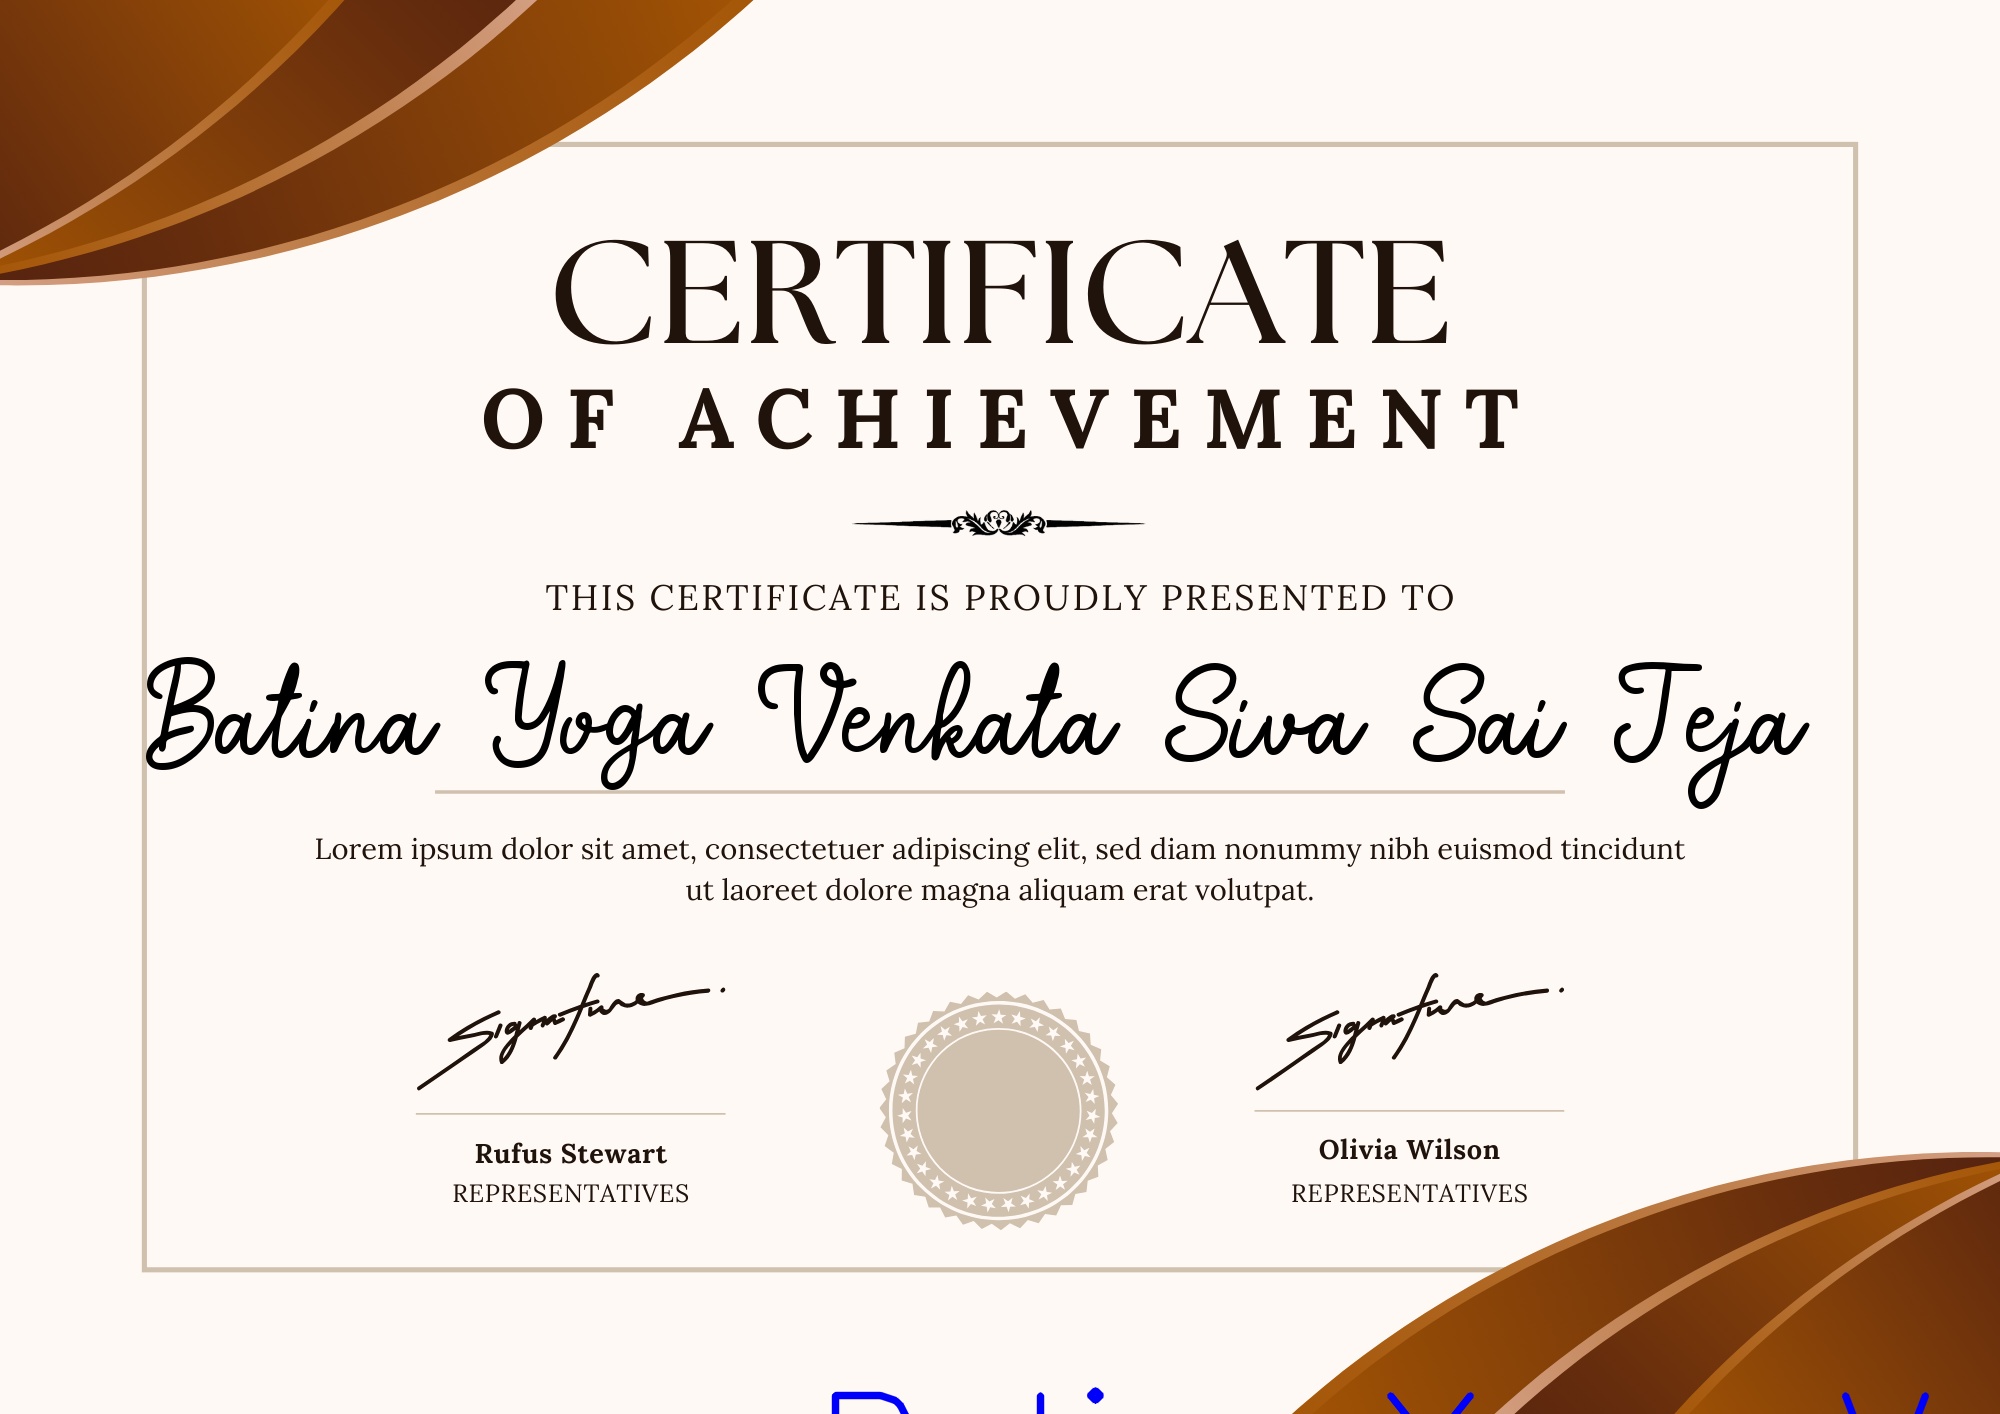 CERTIFICATE
OF ACHIEVEMENT
THIS CERTIFICATE IS PROUDLY PRESENTED TO
Batina Yoga Venkata Siva Sai Teja
Lorem ipsum dolor sit amet, consectetuer adipiscing elit, sed diam nonummy nibh euismod tincidunt
ut laoreet dolore magna aliquam erat volutpat.
Signature
Signature
Rufus Stewart
Olivia Wilson
REPRESENTATIVES
REPRESENTATIVES